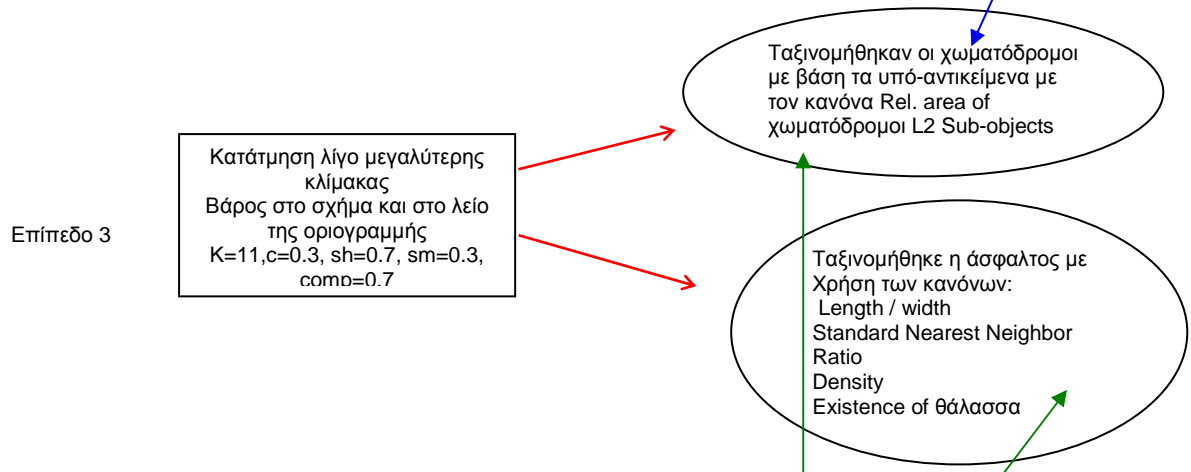 Ταξινομήθηκαν οι χωματόδρομοι
με βάση τα υπό-αντικείμενα με
τον κανόνα Rel. area of
χωματόδρομοι L2 Sub-objects
Επίπεδο 3
Κατάτμηση λίγο μεγαλύτερης
κλίμακας
Βάρος στο σχήμα και στο λείο
της οριογραμμής
K=11,c=0.3, sh=0.7, sm=0.3,
comp=0.7
Ταξινομήθηκε η άσφαλτος με
Χρήση των κανόνων:
Length / width
Standard Nearest Neighbor
Ratio
Density
Existence of θάλασσα